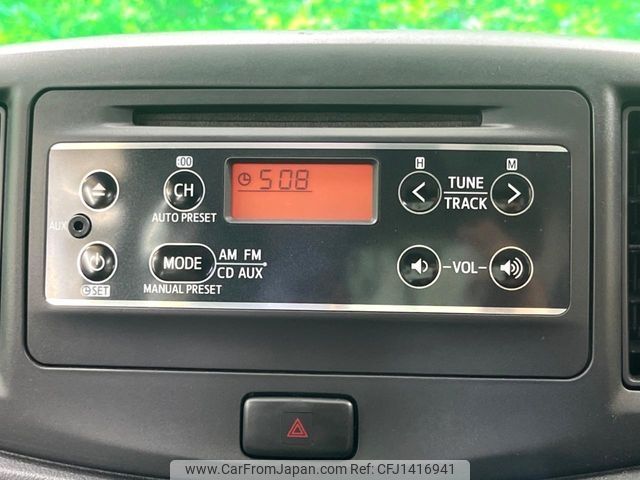 :00
H
M
CH
5:08
TUNE
TRACK
AUTO PRESET
AUX
MODE
AM FM
CD AUX
-VOL-
SET
MANUAL PRESET
www.CarFromJapan.com - Ref: CFJ1416941